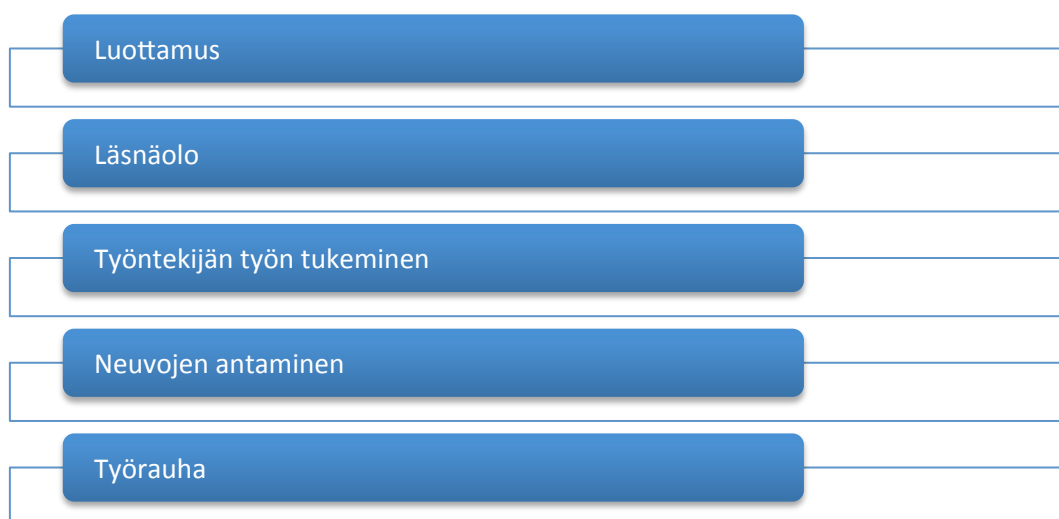 Luottamus
Läsnäolo
Työntekijän työn tukeminen
Neuvojen antaminen
Työrauha